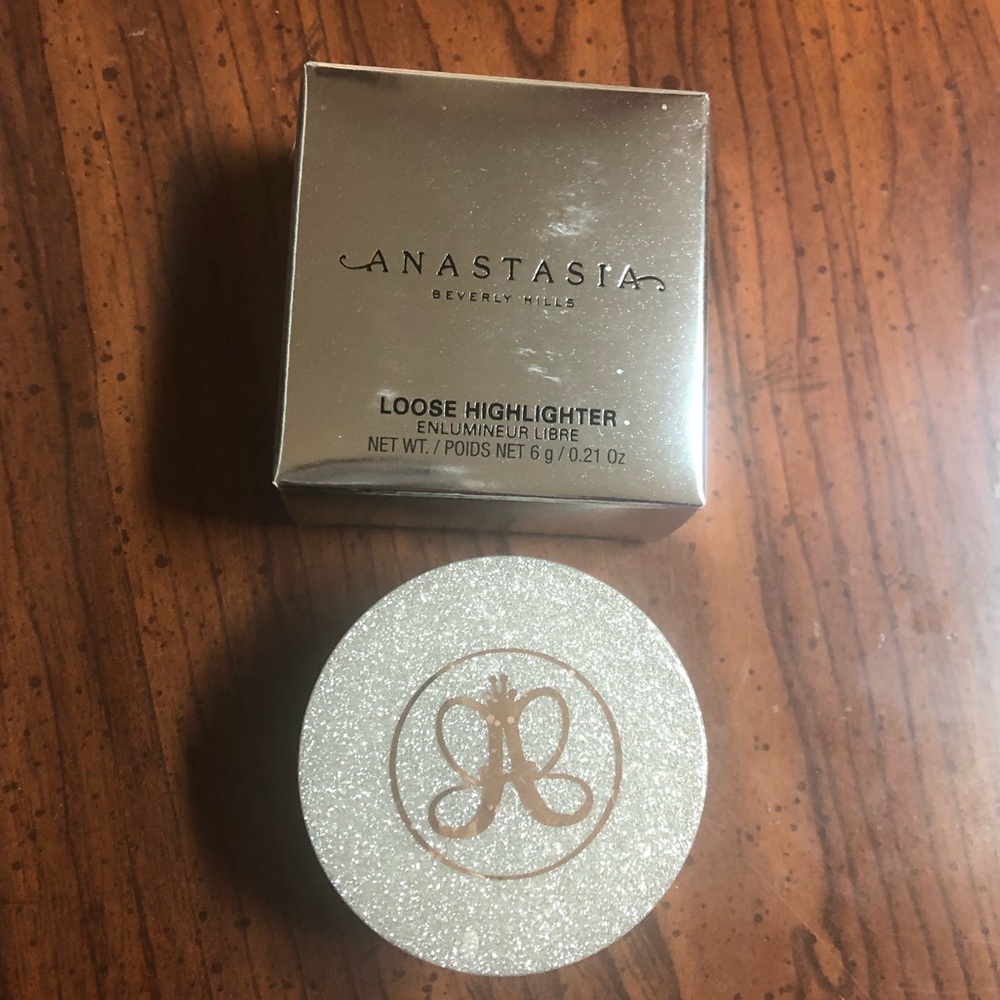 ANASTASIA
BEVERLY HILLS
LOOSE HIGHLIGHTER
ENLUMINEUR LIBRE
NET WT. / POIDS NET 6 g / 0.21 Oz
A